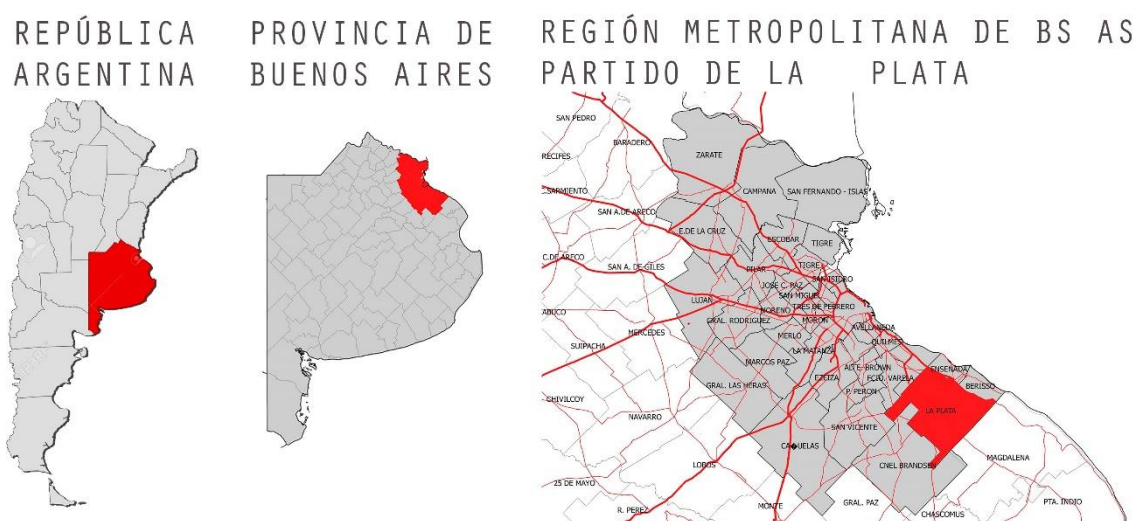 REPÚBLICA
ARGENTINA
PROVINCIA DE
BUENOS AIRES
REGIÓN METROPOLITANA DE BS AS
PARTIDO DE LA PLATA
SAN PEDRO
BARADERO
ZARATE
RECIFES
CAMPANA
SAN FERNANDO - ISLAS
C.SARMIENTO
SAN A.DE ARECO
E.DE LA CRUZ
ESCOBAR
TIGRE
C.DE ARECO
SAN A. DE GILES
PILAR
TIGRE
SAN ISIDRO
JOSE C. PAZ
SAN MIGUEL
LUJAN
MORENO
TRES DE FEBRERO
ABUCO
GRAL. RODRIGUEZ
MORON
AVELLANEDA
MERCEDES
MERLO
QUILMES
SUIPACHA
LA MATANZA
MARCOS PAZ
ALTE. BROWN
ENSENADA
EZEIZA
FCIO. VARELA
BERISSO
GRAL. LAS HERAS
P. PERON
CHIVILCOY
LA PLATA
NAVARRO
SAN VICENTE
CA�UELAS
MAGDALENA
LOBOS
CNEL BRANDSEN
25 DE MAYO
GRAL. PAZ
PTA. INDIO
R. PEREZ
MONTE
CHASCOMUS